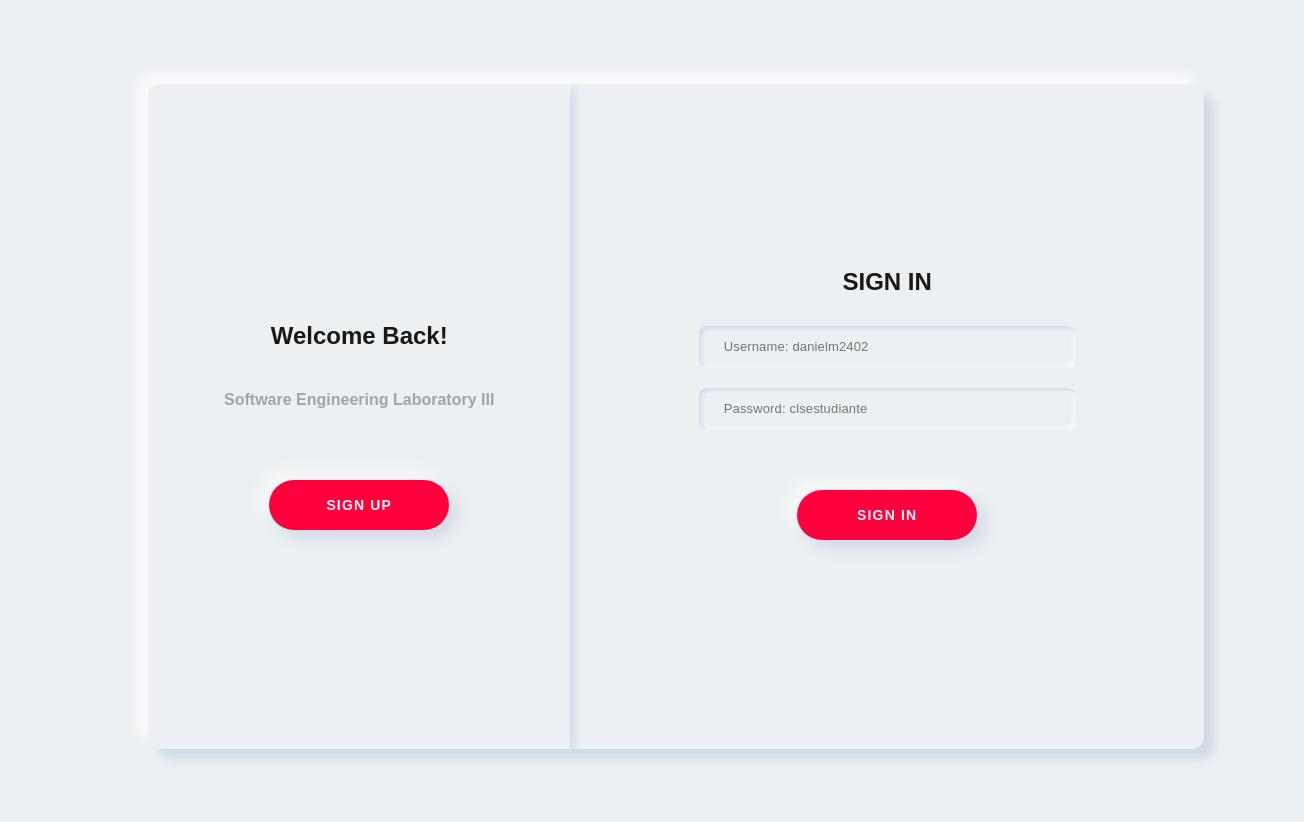 Welcome Back!
Software Engineering Laboratory III
SIGN UP
SIGN IN
Username: danielm2402
Password: clsestudiante
SIGN IN